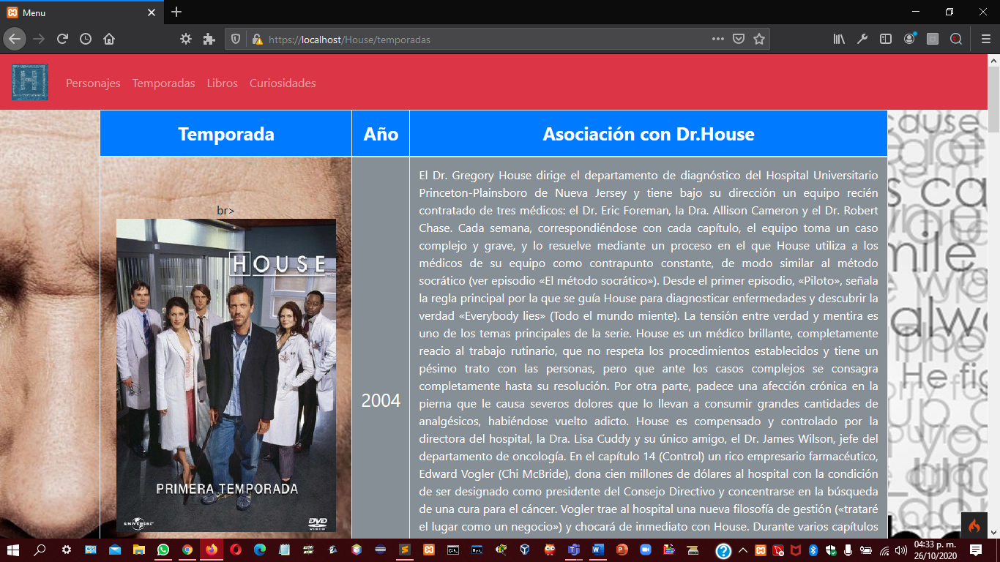 Menu
https://localhost/House/temporadas
H
Personajes Temporadas Libros Curiosidades
Temporada Año Asociación con Dr.House
br>
HOUSE
PRIMERA TEMPORADA
UNIVERSAL
DVD
VIDEO
2004
El Dr. Gregory House dirige el departamento de diagnóstico del Hospital Universitario
Princeton-Plainsboro de Nueva Jersey y tiene bajo su dirección un equipo recién
contratado de tres médicos: el Dr. Eric Foreman, la Dra. Allison Cameron y el Dr. Robert
Chase. Cada semana, correspondiéndose con cada capítulo, el equipo toma un caso
complejo y grave, y lo resuelve mediante un proceso en el que House utiliza a los
médicos de su equipo como contrapunto constante, de modo similar al método
socrático (ver episodio «El método socrático»). Desde el primer episodio, «Piloto», señala
la regla principal por la que se guía House para diagnosticar enfermedades y descubrir la
verdad «Everybody lies» (Todo el mundo miente). La tensión entre verdad y mentira es
uno de los temas principales de la serie. House es un médico brillante, completamente
reacio al trabajo rutinario, que no respeta los procedimientos establecidos y tiene un
pésimo trato con las personas, pero que ante los casos complejos se consagra
completamente hasta su resolución. Por otra parte, padece una afección crónica en la
pierna que le causa severos dolores que lo llevan a consumir grandes cantidades de
analgésicos, habiéndose vuelto adicto. House es compensado y controlado por la
directora del hospital, la Dra. Lisa Cuddy y su único amigo, el Dr. James Wilson, jefe del
departamento de oncología. En el capítulo 14 (Control) un rico empresario farmacéutico,
Edward Vogler (Chi McBride), dona cien millones de dólares al hospital con la condición
de ser designado como presidente del Consejo Directivo y concentrarse en la búsqueda
de una cura para el cáncer. Vogler trae al hospital una nueva filosofía de gestión («trataré
el lugar como un negocio») y chocará de inmediato con House. Durante varios capítulos
cause
s ca
mile
alw
He fig
04:33 p. m.
26/10/2020